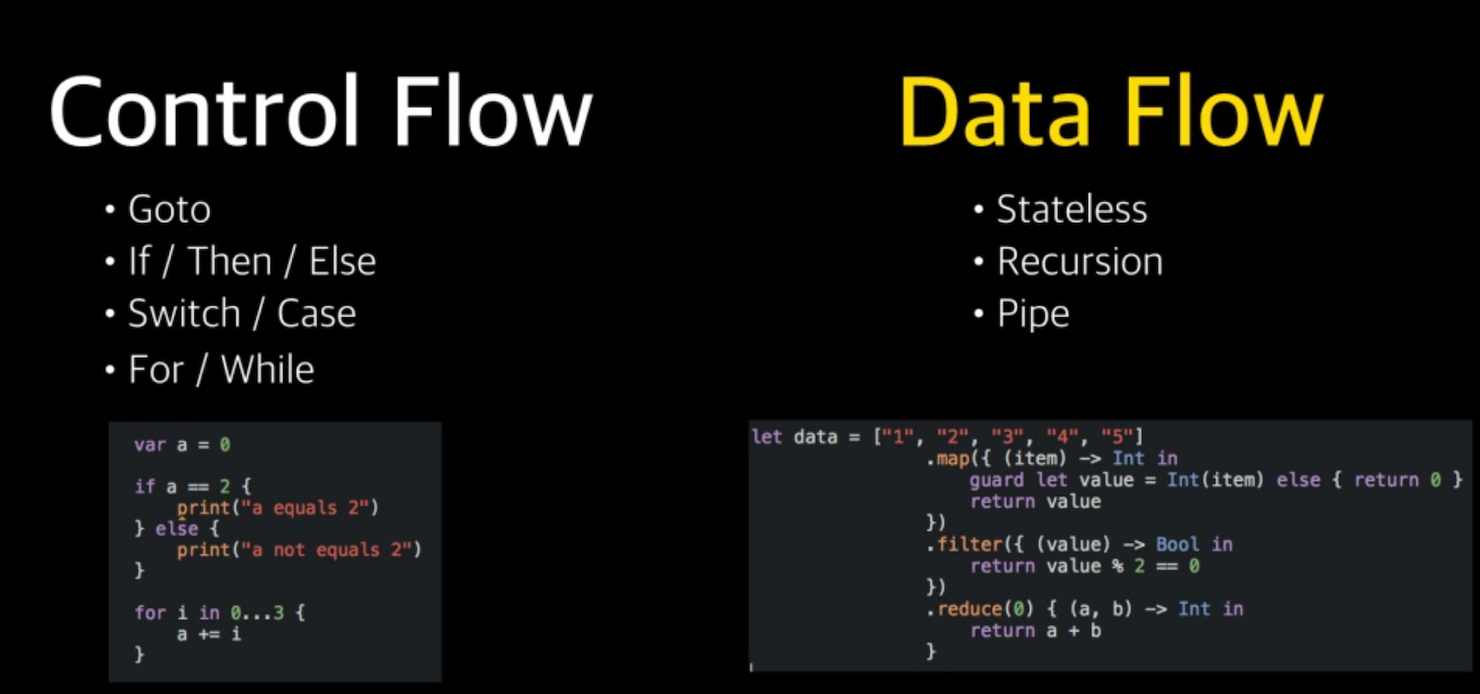 Control Flow
• Goto
• If / Then / Else
• Switch / Case
• For / While
var a = 0
if a == 2 {
    print("a equals 2")
} else {
    print("a not equals 2")
}
for i in 0...3 {
    a += i
}
Data Flow
• Stateless
• Recursion
• Pipe
let data = ["1", "2", "3", "4", "5"]
                .map({ (item) -> Int in
                    guard let value = Int(item) else { return 0 }
                    return value
                })
                .filter({ (value) -> Bool in
                    return value % 2 == 0
                })
                .reduce(0) { (a, b) -> Int in
                    return a + b
                }